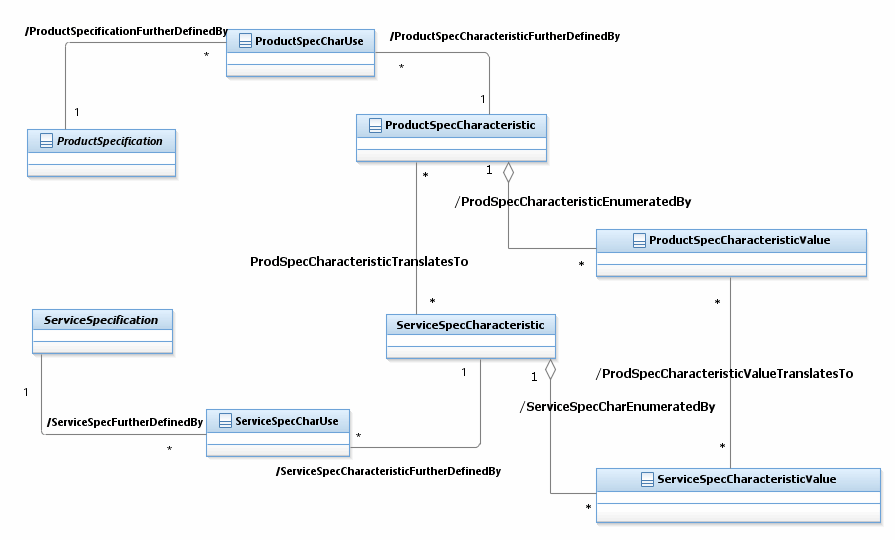 /ProductSpecificationFurtherDefinedBy
ProductSpecCharUse
/ProductSpecCharacteristicFurtherDefinedBy
*
*
1
1
ProductSpecCharacteristic
ProductSpecification
1
*
/ProdSpecCharacteristicEnumeratedBy
ProductSpecCharacteristicValue
ProdSpecCharacteristicTranslatesTo
*
*
*
ServiceSpecification
ServiceSpecCharacteristic
1
1
/ProdSpecCharacteristicValueTranslatesTo
1
/ServiceSpecCharEnumeratedBy
/ServiceSpecFurtherDefinedBy
ServiceSpecCharUse
*
*
*
/ServiceSpecCharacteristicFurtherDefinedBy
ServiceSpecCharacteristicValue
*